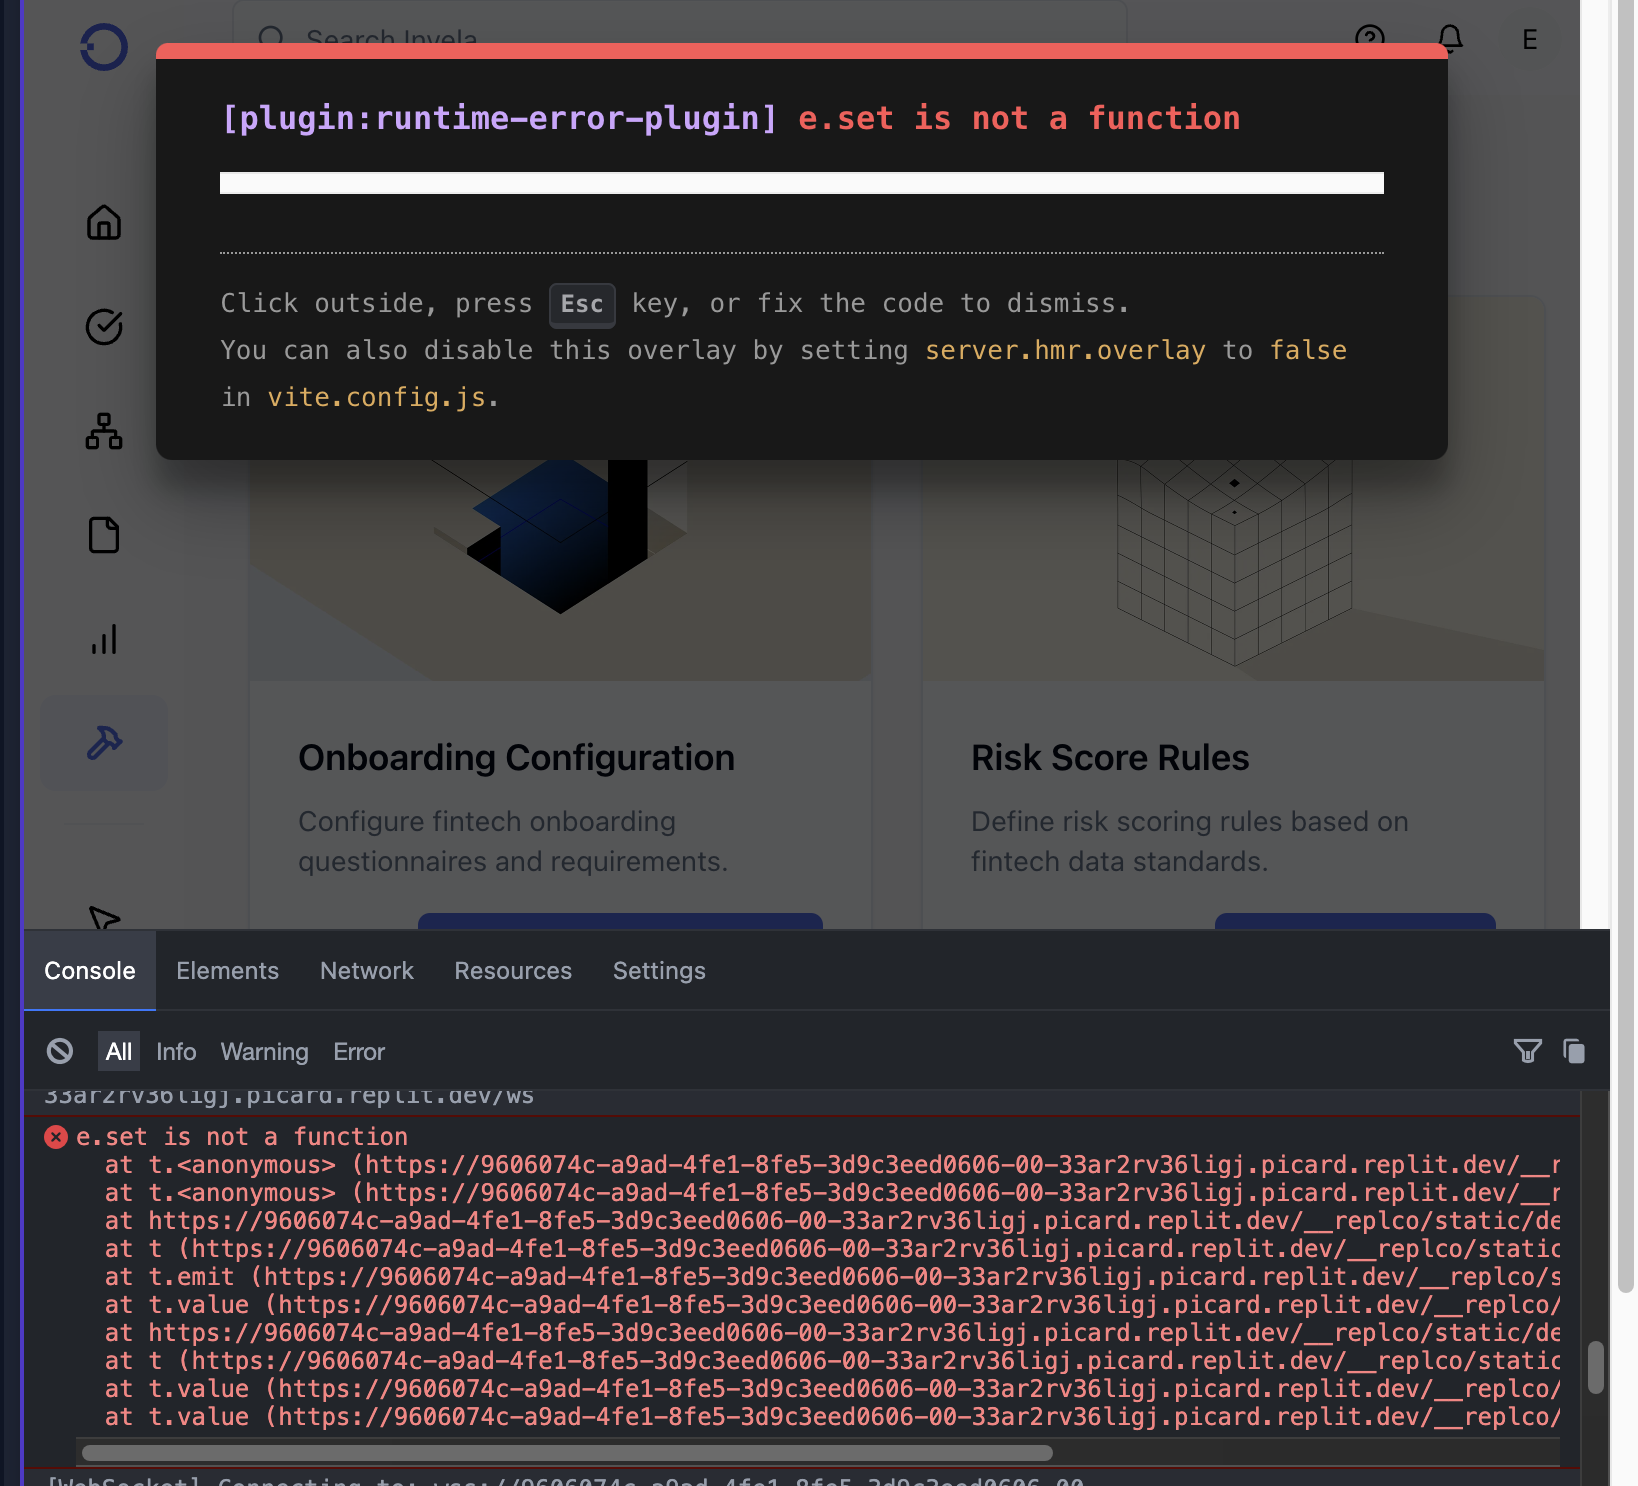 Search Invela
E
[plugin:runtime-error-plugin] e.set is not a function
Click outside, press Esc key, or fix the code to dismiss.
You can also disable this overlay by setting server.hmr.overlay to false
in vite.config.js.
Onboarding Configuration
Configure fintech onboarding
questionnaires and requirements.
Risk Score Rules
Define risk scoring rules based on
fintech data standards.
Console Elements Network Resources Settings
All Info Warning Error
33ar2rv36ligj.picard.replit.dev/ws
e.set is not a function
at t.<anonymous> (https://9606074c-a9ad-4fe1-8fe5-3d9c3eed0606-00-33ar2rv36ligj.picard.replit.dev/__r
at t.<anonymous> (https://9606074c-a9ad-4fe1-8fe5-3d9c3eed0606-00-33ar2rv36ligj.picard.replit.dev/__r
at https://9606074c-a9ad-4fe1-8fe5-3d9c3eed0606-00-33ar2rv36ligj.picard.replit.dev/__replco/static/de
at t (https://9606074c-a9ad-4fe1-8fe5-3d9c3eed0606-00-33ar2rv36ligj.picard.replit.dev/__replco/static
at t.emit (https://9606074c-a9ad-4fe1-8fe5-3d9c3eed0606-00-33ar2rv36ligj.picard.replit.dev/__replco/s
at t.value (https://9606074c-a9ad-4fe1-8fe5-3d9c3eed0606-00-33ar2rv36ligj.picard.replit.dev/__replco/
at https://9606074c-a9ad-4fe1-8fe5-3d9c3eed0606-00-33ar2rv36ligj.picard.replit.dev/__replco/static/de
at t (https://9606074c-a9ad-4fe1-8fe5-3d9c3eed0606-00-33ar2rv36ligj.picard.replit.dev/__replco/static
at t.value (https://9606074c-a9ad-4fe1-8fe5-3d9c3eed0606-00-33ar2rv36ligj.picard.replit.dev/__replco/
at t.value (https://9606074c-a9ad-4fe1-8fe5-3d9c3eed0606-00-33ar2rv36ligj.picard.replit.dev/__replco/
[WebSocket] Connecting to: wss://9606074c-a9ad-4fe1-8fe5-3d9c3eed0606-00-